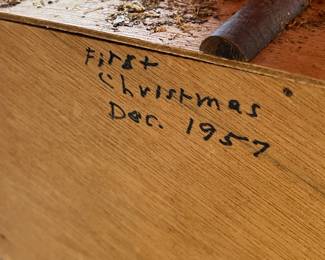 First
Christmas
Dec. 1957